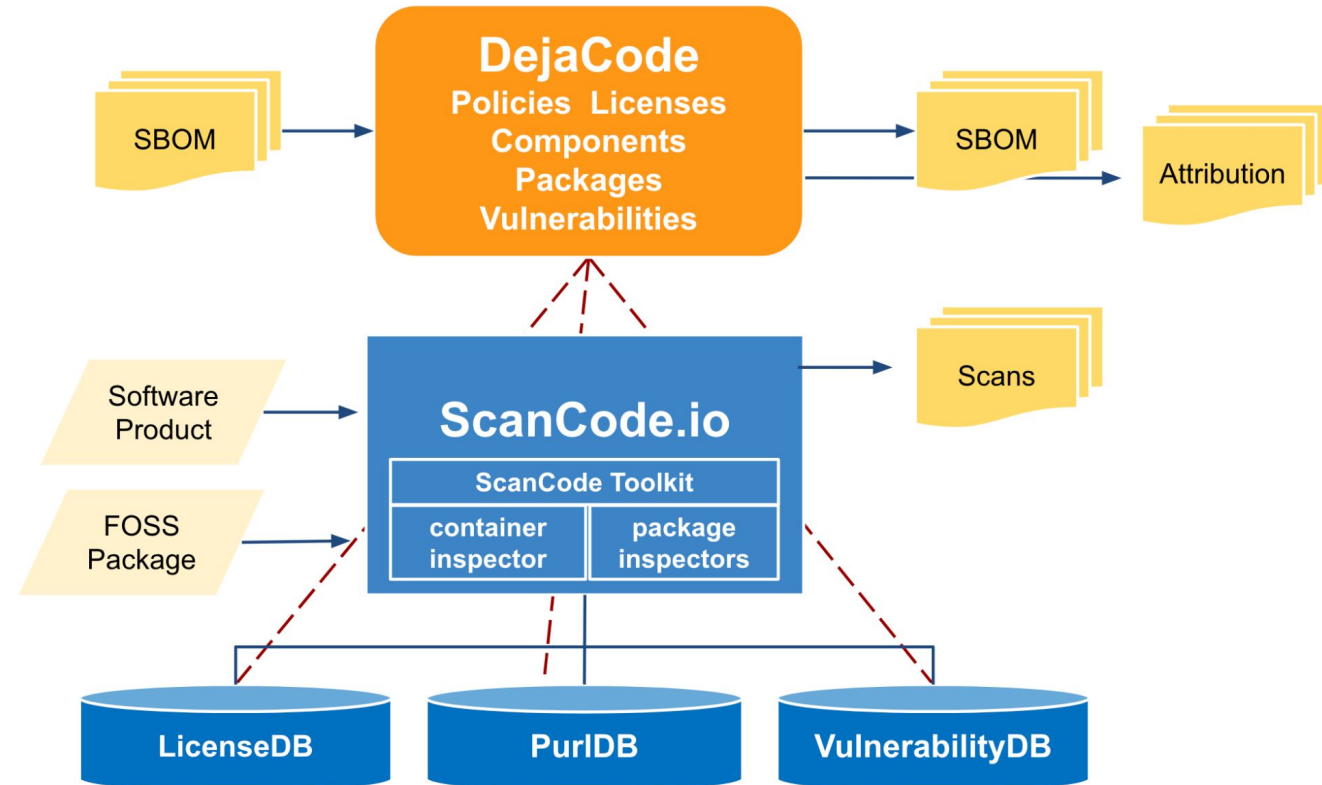 DejaCode
Policies Licenses
Components
Packages
Vulnerabilities
SBOM
SBOM
Attribution
Software
Product
FOSS
Package
ScanCode.io
ScanCode Toolkit
container
inspector
package
inspectors
Scans
LicenseDB
PurlDB
VulnerabilityDB